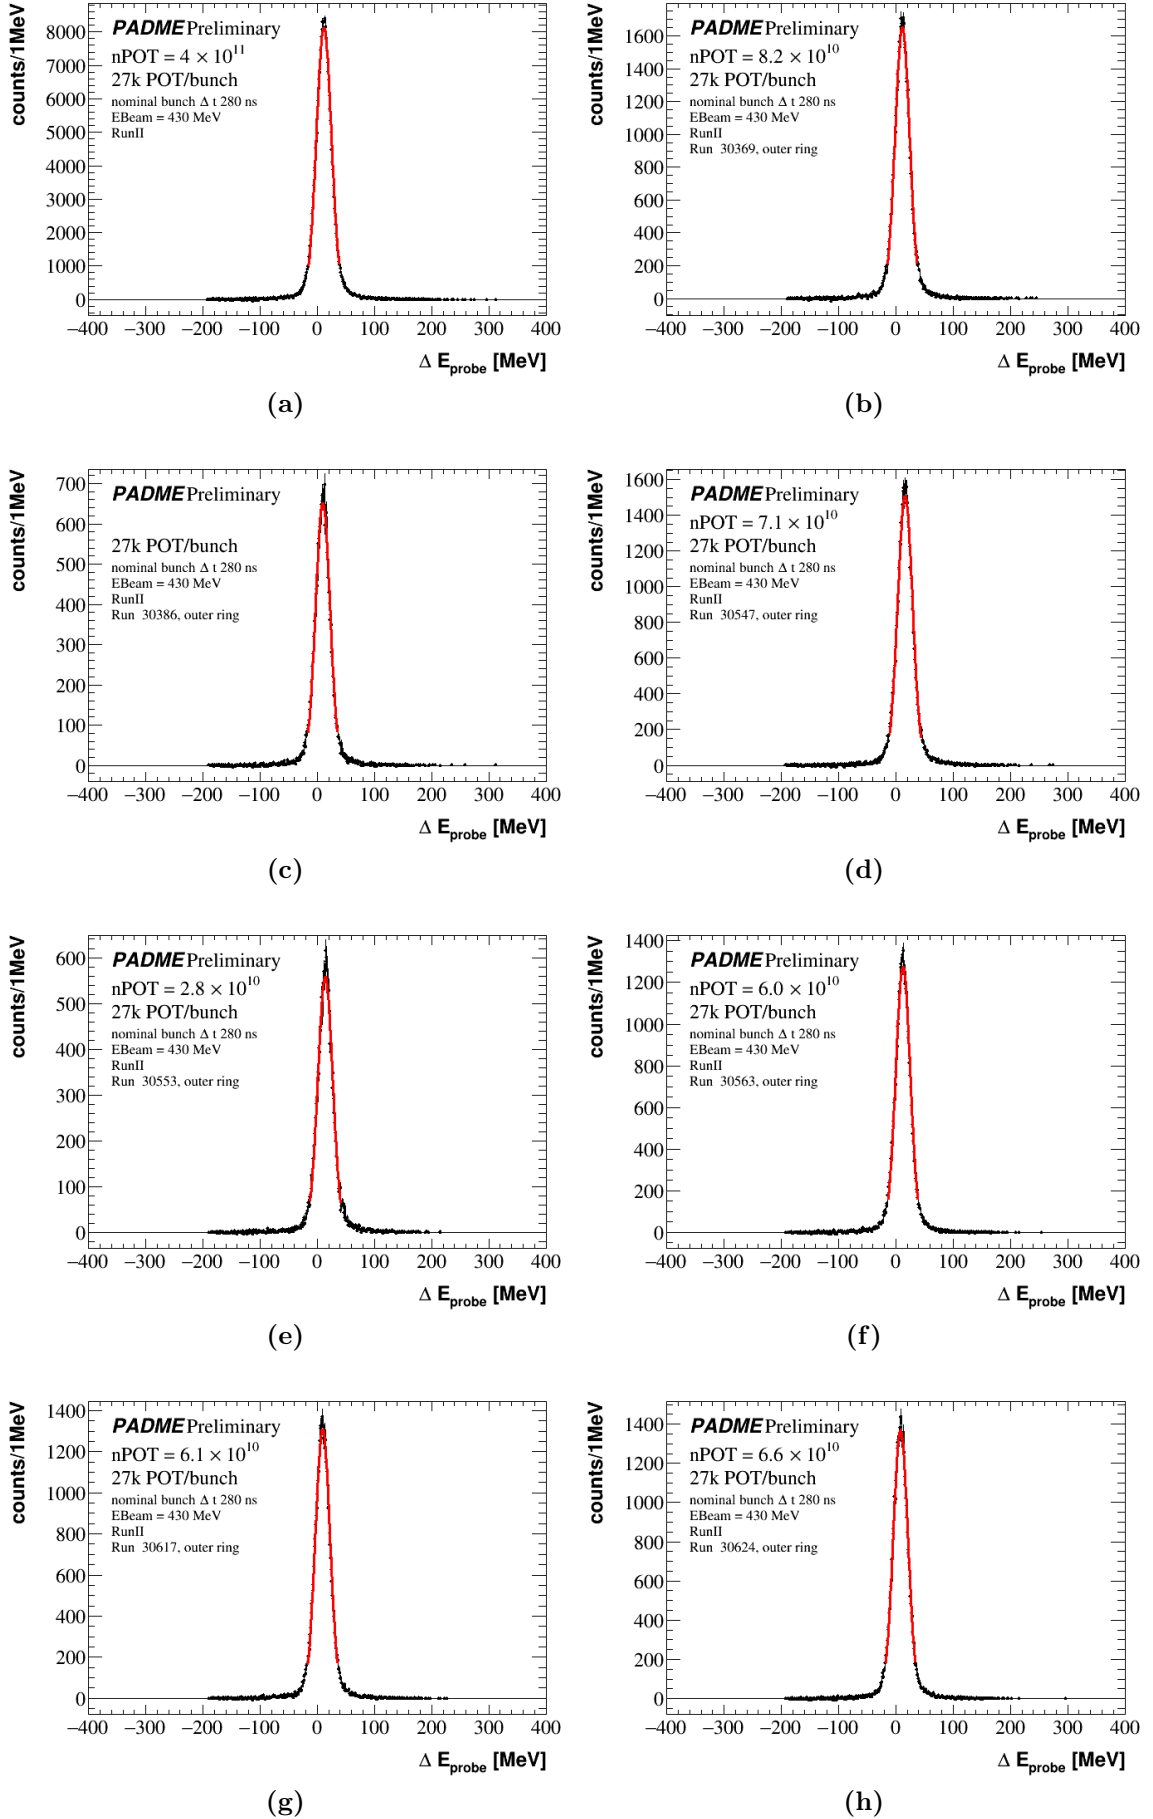 PADME Preliminary
nPOT = 4 × 10^11
27k POT/bunch
nominal bunch Δ t 280 ns
EBeam = 430 MeV
RunII
counts/1MeV
8000
7000
6000
5000
4000
3000
2000
1000
0
−400 −300 −200 −100 0 100 200 300 400
Δ E_probe [MeV]
(a)
PADME Preliminary
nPOT = 8.2 × 10^10
27k POT/bunch
nominal bunch Δ t 280 ns
EBeam = 430 MeV
RunII
Run 30369, outer ring
counts/1MeV
1600
1400
1200
1000
800
600
400
200
0
−400 −300 −200 −100 0 100 200 300 400
Δ E_probe [MeV]
(b)
PADME Preliminary
27k POT/bunch
nominal bunch Δ t 280 ns
EBeam = 430 MeV
RunII
Run 30386, outer ring
counts/1MeV
700
600
500
400
300
200
100
0
−400 −300 −200 −100 0 100 200 300 400
Δ E_probe [MeV]
(c)
PADME Preliminary
nPOT = 7.1 × 10^10
27k POT/bunch
nominal bunch Δ t 280 ns
EBeam = 430 MeV
RunII
Run 30547, outer ring
counts/1MeV
1600
1400
1200
1000
800
600
400
200
0
−400 −300 −200 −100 0 100 200 300 400
Δ E_probe [MeV]
(d)
PADME Preliminary
nPOT = 2.8 × 10^10
27k POT/bunch
nominal bunch Δ t 280 ns
EBeam = 430 MeV
RunII
Run 30553, outer ring
counts/1MeV
600
500
400
300
200
100
0
−400 −300 −200 −100 0 100 200 300 400
Δ E_probe [MeV]
(e)
PADME Preliminary
nPOT = 6.0 × 10^10
27k POT/bunch
nominal bunch Δ t 280 ns
EBeam = 430 MeV
RunII
Run 30563, outer ring
counts/1MeV
1400
1200
1000
800
600
400
200
0
−400 −300 −200 −100 0 100 200 300 400
Δ E_probe [MeV]
(f)
PADME Preliminary
nPOT = 6.1 × 10^10
27k POT/bunch
nominal bunch Δ t 280 ns
EBeam = 430 MeV
RunII
Run 30617, outer ring
counts/1MeV
1400
1200
1000
800
600
400
200
0
−400 −300 −200 −100 0 100 200 300 400
Δ E_probe [MeV]
(g)
PADME Preliminary
nPOT = 6.6 × 10^10
27k POT/bunch
nominal bunch Δ t 280 ns
EBeam = 430 MeV
RunII
Run 30624, outer ring
counts/1MeV
1400
1200
1000
800
600
400
200
0
−400 −300 −200 −100 0 100 200 300 400
Δ E_probe [MeV]
(h)